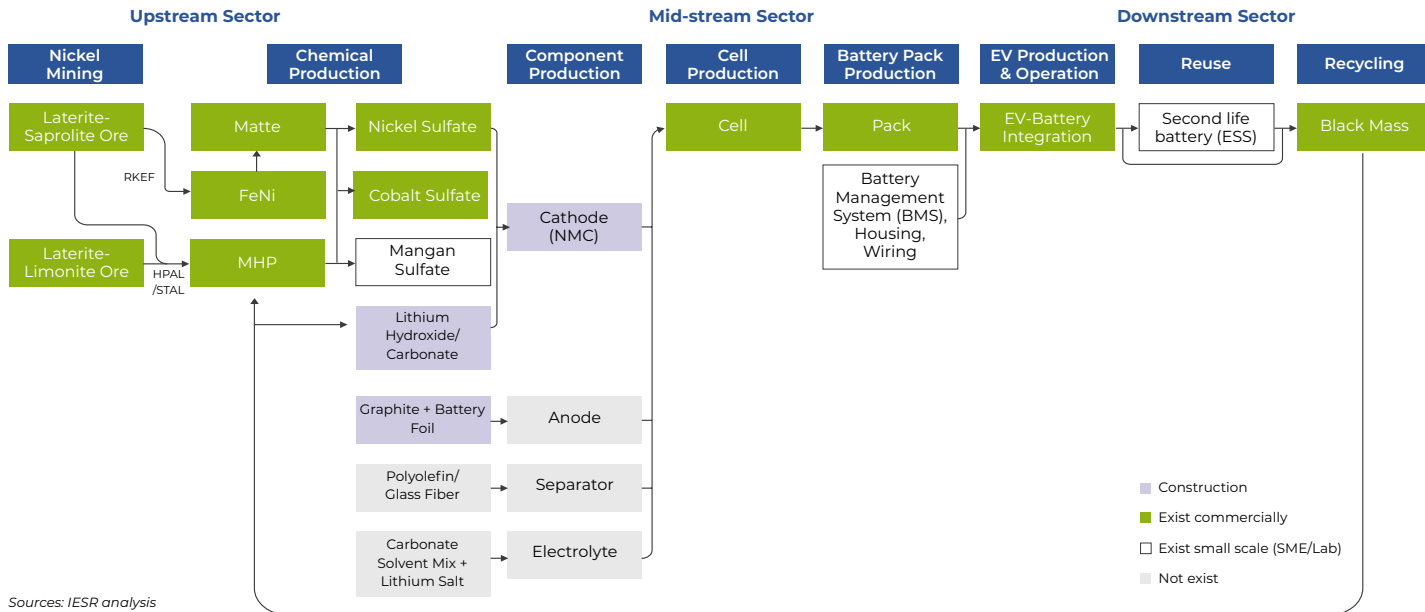 Upstream Sector
Mid-stream Sector
Downstream Sector
Nickel
Mining
Chemical
Production
Component
Production
Cell
Production
Battery Pack
Production
EV Production
& Operation
Reuse
Recycling
Laterite-
Saprolite Ore
Matte
Nickel Sulfate
Cell
Pack
EV-Battery
Integration
Second life
battery (ESS)
Black Mass
RKEF
FeNi
Cobalt Sulfate
Cathode
(NMC)
Battery
Management
System (BMS),
Housing,
Wiring
Laterite-
Limonite Ore
HPAL
/STAL
MHP
Mangan
Sulfate
Lithium
Hydroxide/
Carbonate
Graphite + Battery
Foil
Anode
Polyolefin/
Glass Fiber
Separator
Carbonate
Solvent Mix +
Lithium Salt
Electrolyte
Construction
Exist commercially
Exist small scale (SME/Lab)
Not exist
Sources: IESR analysis